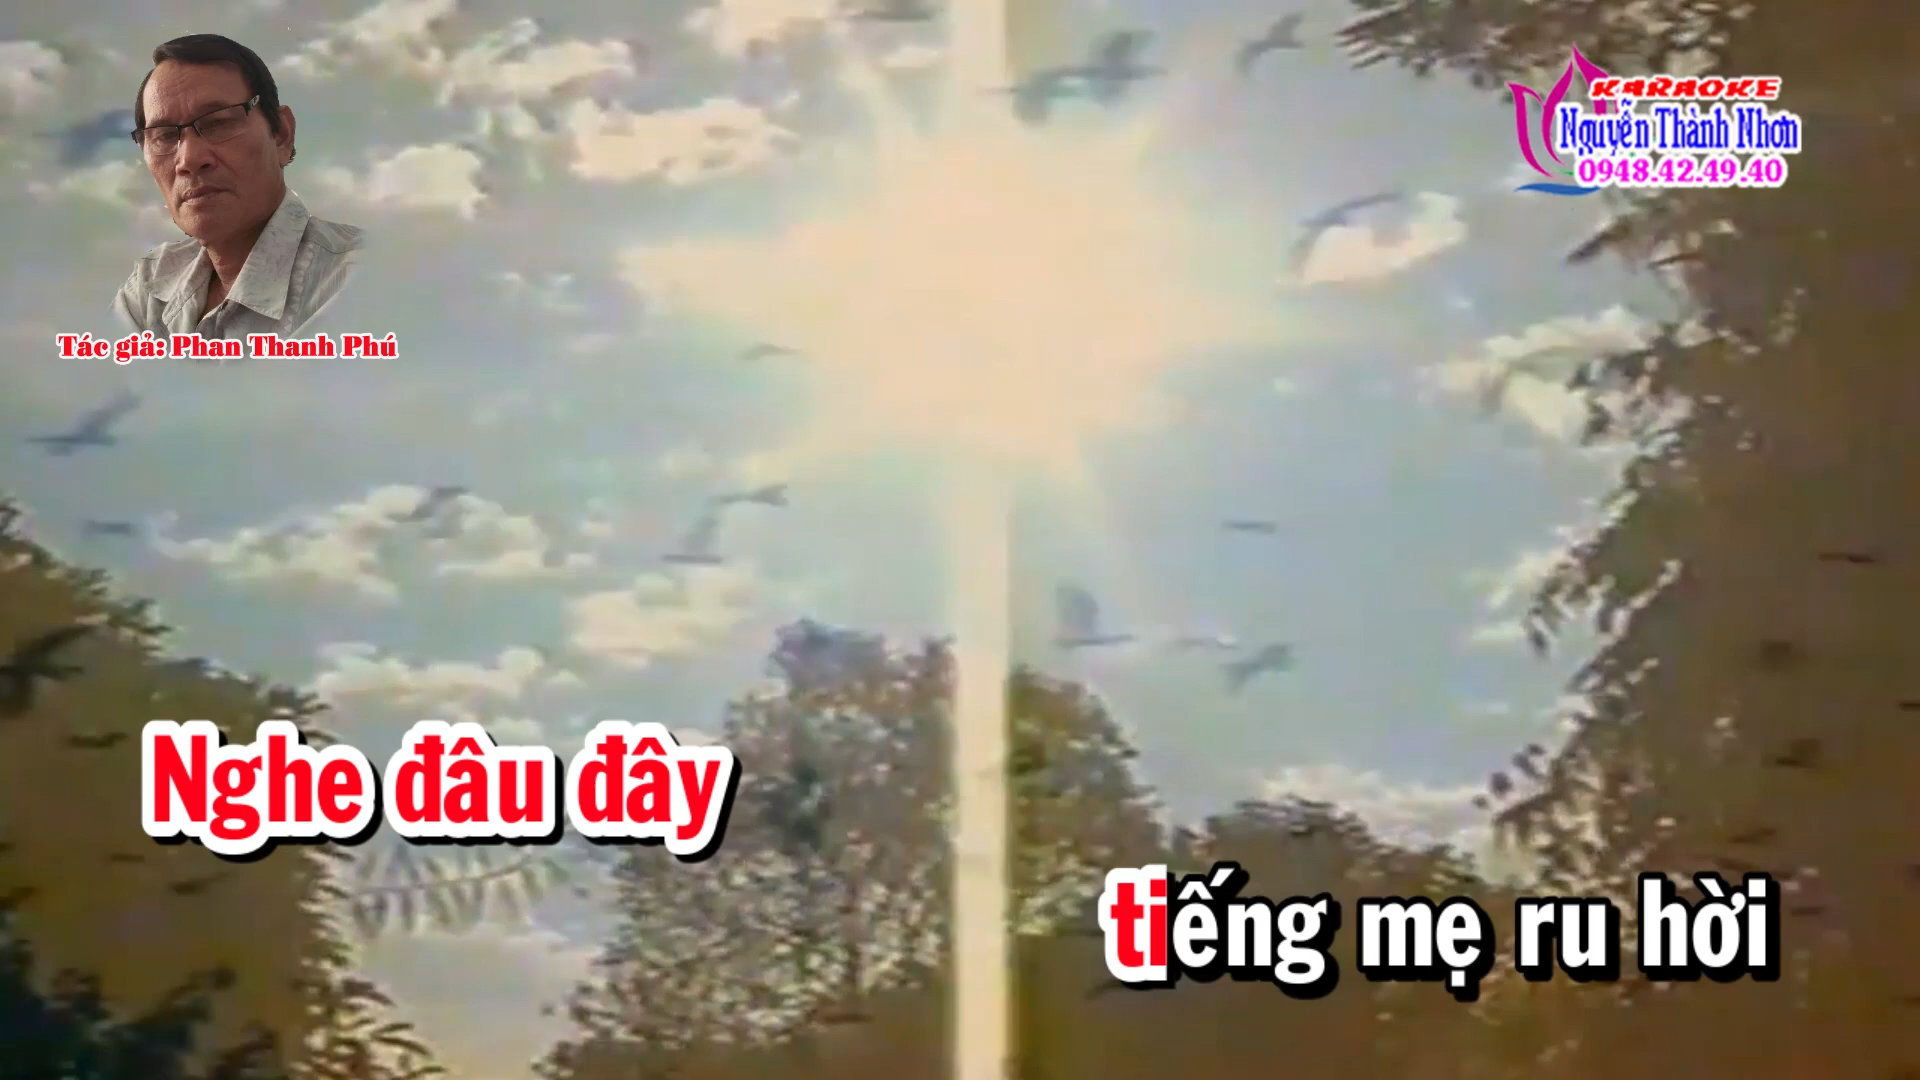 KARAOKE
Nguyễn Thành Nhơn
0948.42.49.40
Tác giả: Phan Thanh Phú
Nghe đâu đây
tiếng mẹ ru hời